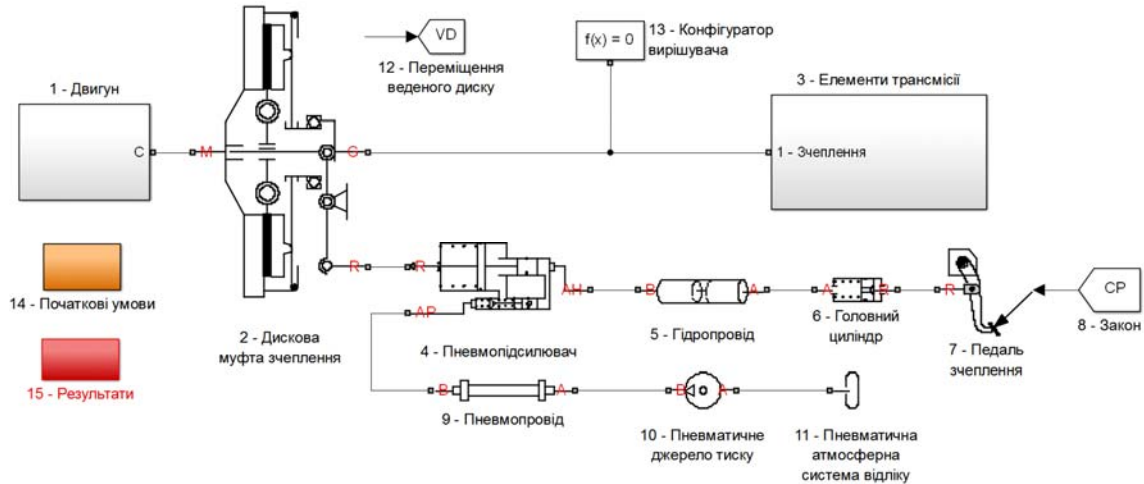 1 - Двигун
C
M
VD
12 - Переміщення
веденого диску
G
f(x) = 0
13 - Конфігуратор
вирішувача
3 - Елементи трансмісії
1 - Зчеплення
14 - Початкові умови
15 - Результати
2 - Дискова
муфта зчеплення
R
R
AH
AP
4 - Пневмопідсилювач
B
A
5 - Гідропровід
A
R
6 - Головний
циліндр
R
7 - Педаль
зчеплення
CP
8 - Закон
B
A
9 - Пневмопровід
B
A
10 - Пневматичне
джерело тиску
11 - Пневматична
атмосферна
система відліку